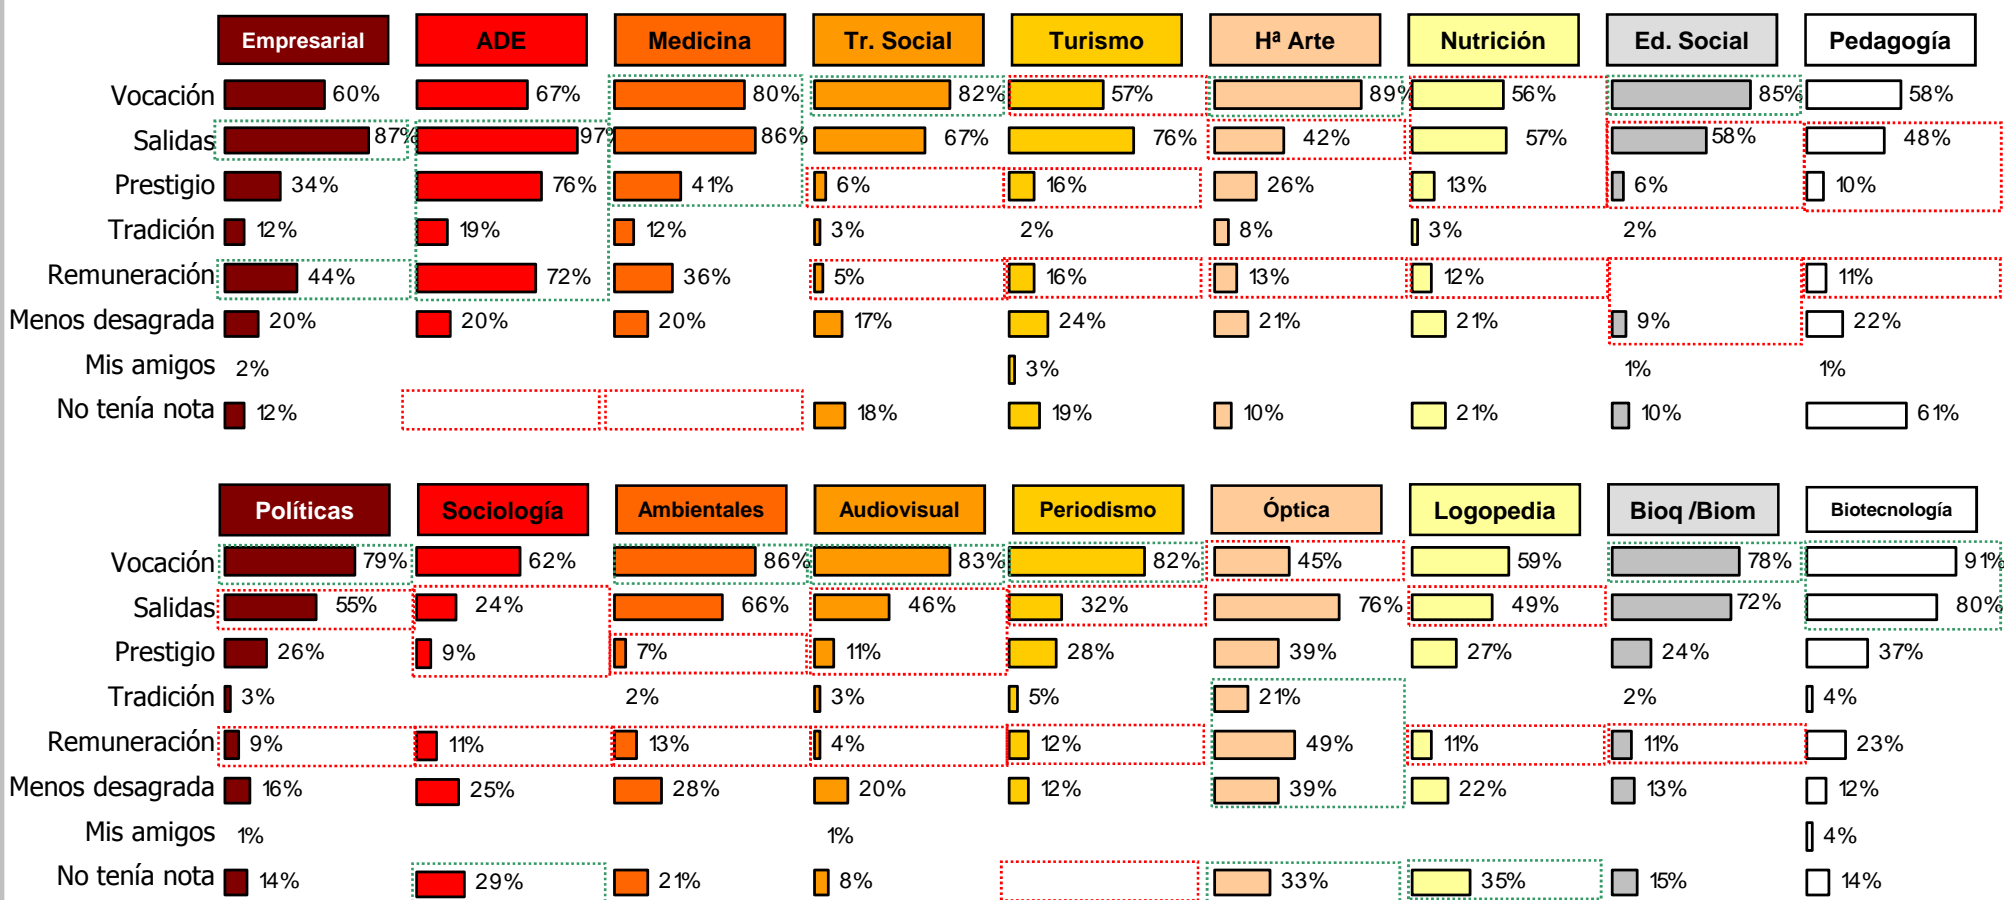 Empresarial ADE Medicina Tr. Social Turismo Hª Arte Nutrición Ed. Social Pedagogía
Vocación 60% 67% 80% 82% 57% 89% 56% 85% 58%
Salidas 87% 97% 86% 67% 76% 42% 57% 58% 48%
Prestigio 34% 76% 41% 6% 16% 26% 13% 6% 10%
Tradición 12% 19% 12% 3% 2% 8% 3% 2%
Remuneración 44% 72% 36% 5% 16% 13% 12% 11%
Menos desagrada 20% 20% 20% 17% 24% 21% 21% 9% 22%
Mis amigos 2% 3% 1% 1%
No tenía nota 12% 18% 19% 10% 21% 10% 61%
Políticas Sociología Ambientales Audiovisual Periodismo Óptica Logopedia Bioq /Biom Biotecnología
Vocación 79% 62% 86% 83% 82% 45% 59% 78% 91%
Salidas 55% 24% 66% 46% 32% 76% 49% 72% 80%
Prestigio 26% 9% 7% 11% 28% 39% 27% 24% 37%
Tradición 3% 2% 3% 5% 21% 2% 4%
Remuneración 9% 11% 13% 4% 12% 49% 11% 11% 23%
Menos desagrada 16% 25% 28% 20% 12% 39% 22% 13% 12%
Mis amigos 1% 1% 4%
No tenía nota 14% 29% 21% 8% 33% 35% 15% 14%